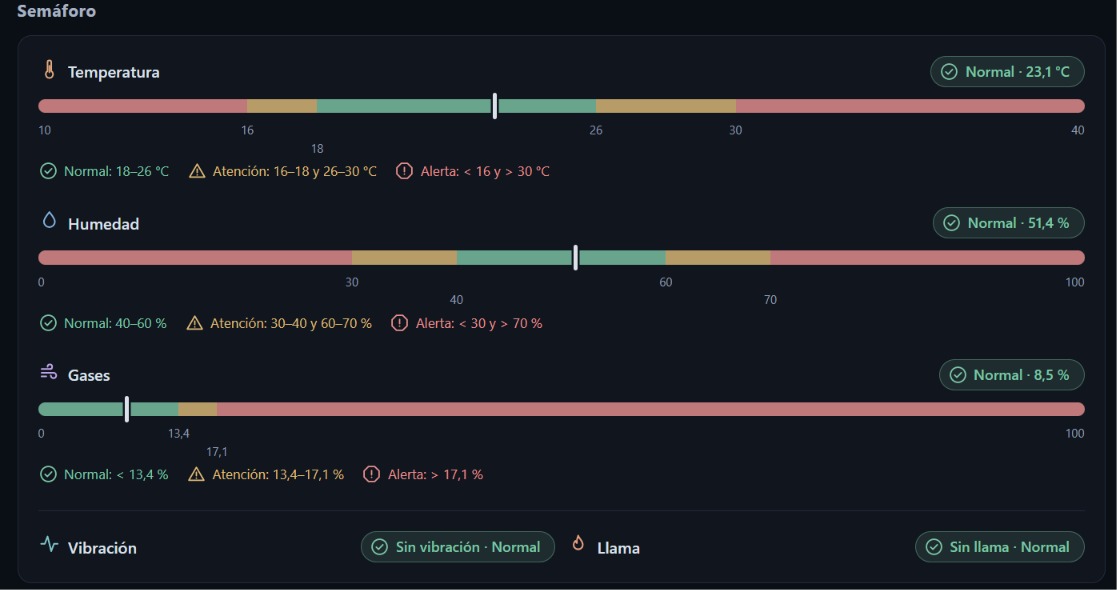 Semáforo
Temperatura
Normal · 23,1 °C
10 16 26 30 40
18
Normal: 18–26 °C Atención: 16–18 y 26–30 °C Alerta: < 16 y > 30 °C
Humedad
Normal · 51,4 %
0 30 60 100
40 70
Normal: 40–60 % Atención: 30–40 y 60–70 % Alerta: < 30 y > 70 %
Gases
Normal · 8,5 %
0 13,4 100
17,1
Normal: < 13,4 % Atención: 13,4–17,1 % Alerta: > 17,1 %
Vibración Sin vibración · Normal Llama Sin llama · Normal